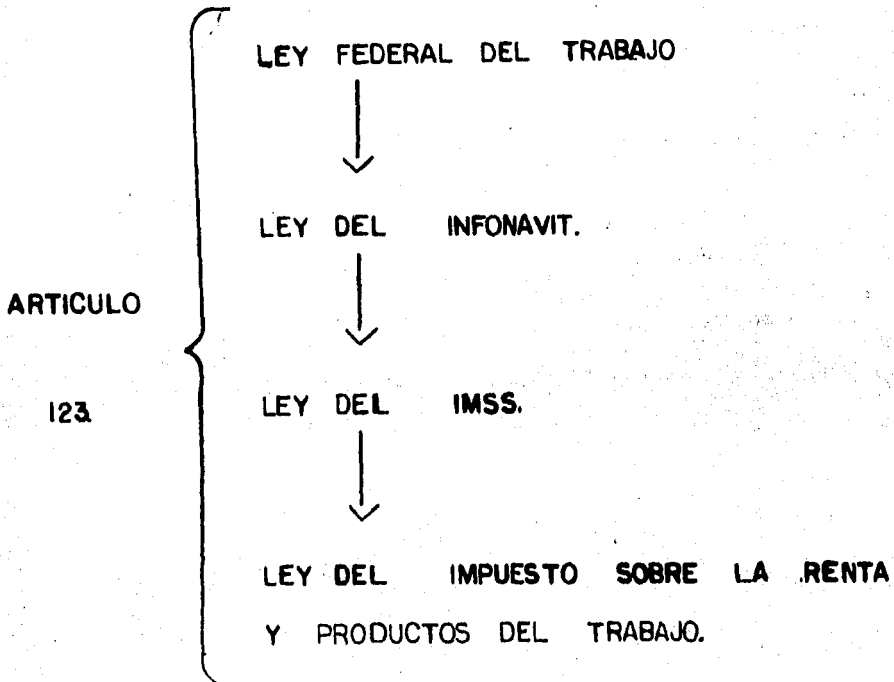 LEY FEDERAL DEL TRABAJO
LEY DEL INFONAVIT.
ARTICULO
123.
LEY DEL IMSS.
LEY DEL IMPUESTO SOBRE LA RENTA
Y PRODUCTOS DEL TRABAJO.